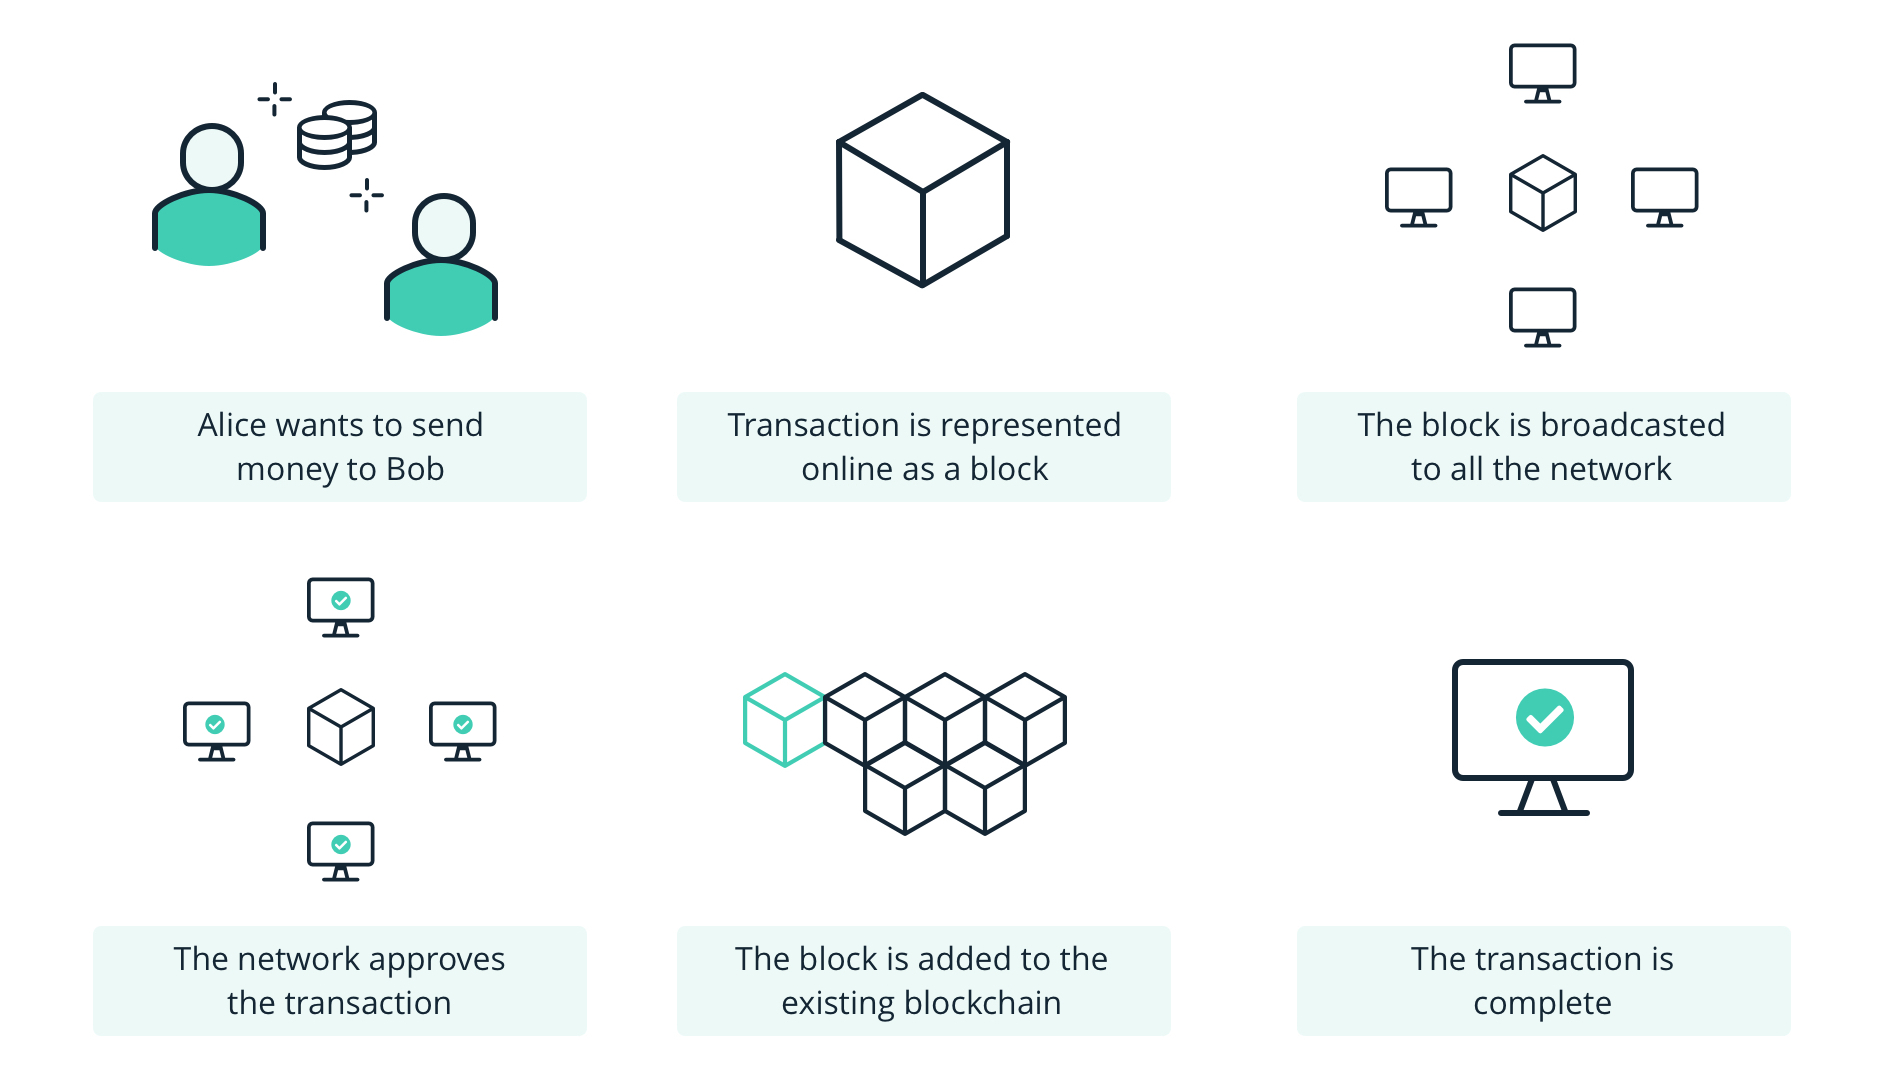 Alice wants to send
money to Bob
Transaction is represented
online as a block
The block is broadcasted
to all the network
The network approves
the transaction
The block is added to the
existing blockchain
The transaction is
complete